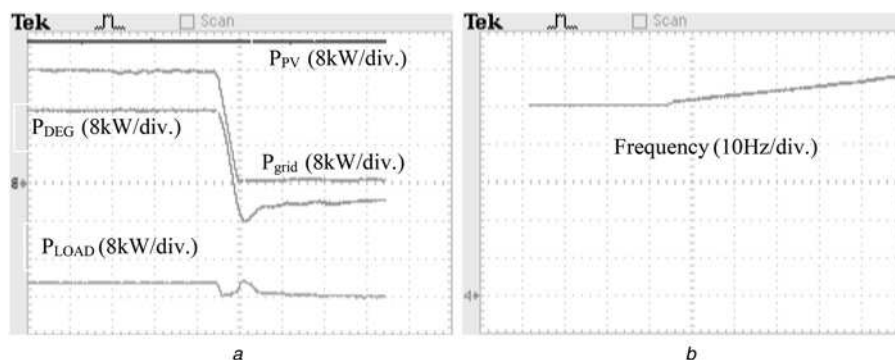 Tek Scan
P_PV (8kW/div.)
P_DEG (8kW/div.)
P_grid (8kW/div.)
P_LOAD (8kW/div.)
a
Tek Scan
Frequency (10Hz/div.)
4
b